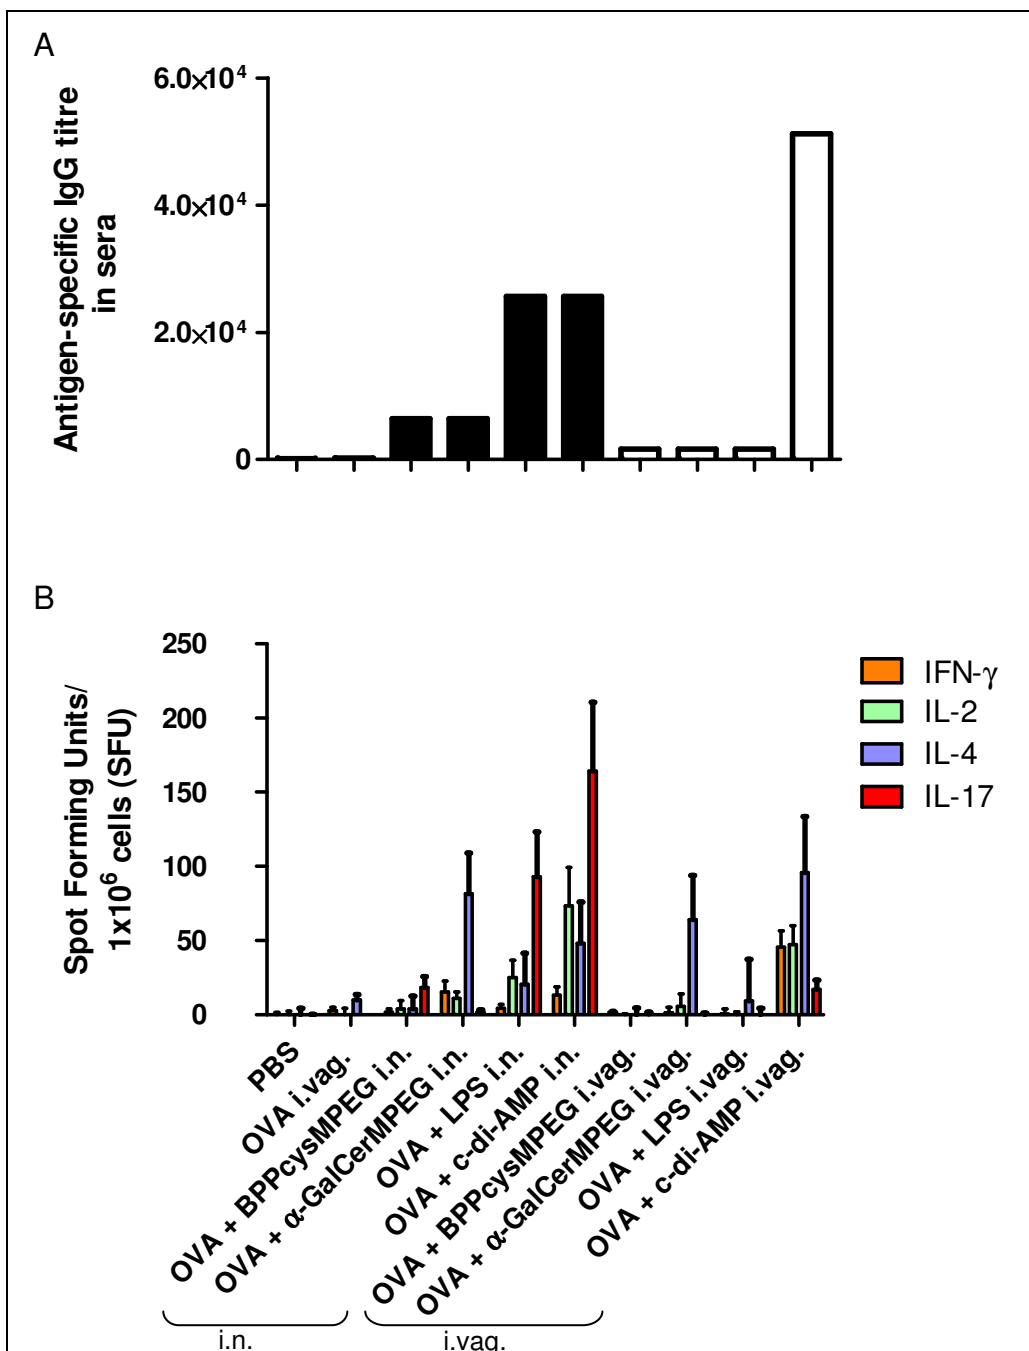 A
6.0×10⁴
4.0×10⁴
2.0×10⁴
0
Antigen-specific IgG titre
in sera
B
250
200
150
100
50
0
Spot Forming Units/
1x10⁶ cells (SFU)
IFN-γ
IL-2
IL-4
IL-17
PBS
OVA i.vag.
OVA + BPPcysMPEG i.n.
OVA + α-GalCerMPEG i.n.
OVA + LPS i.n.
OVA + c-di-AMP i.n.
OVA + BPPcysMPEG i.vag.
OVA + α-GalCerMPEG i.vag.
OVA + LPS i.vag.
OVA + c-di-AMP i.vag.
i.n.
i.vag.